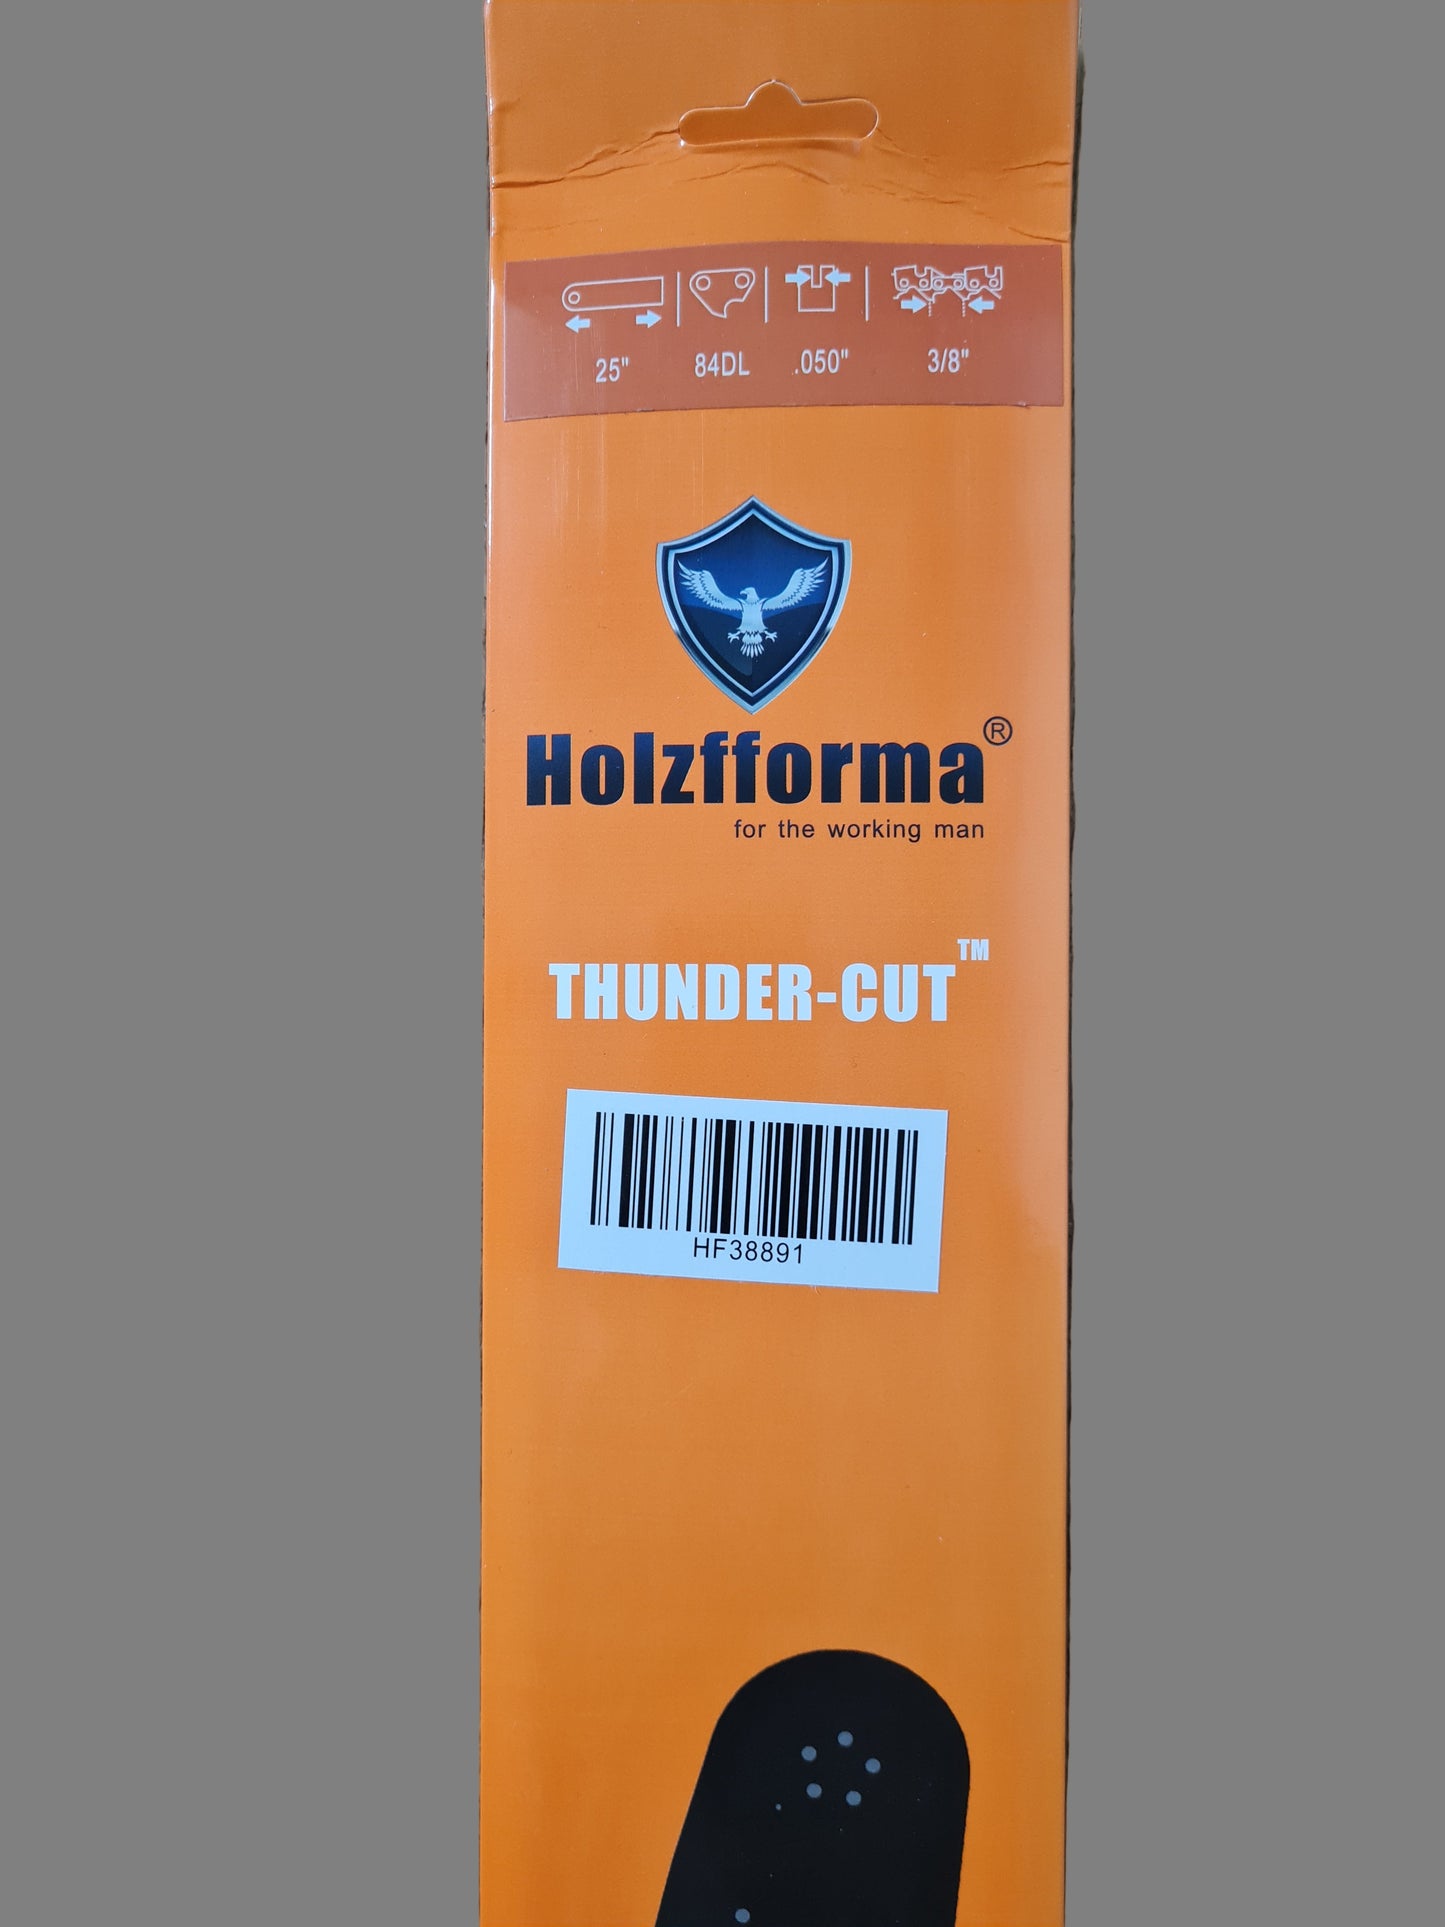 25" 84DL .050" 3/8"
Holzfforma®
for the working man
THUNDER-CUT™
HF38891